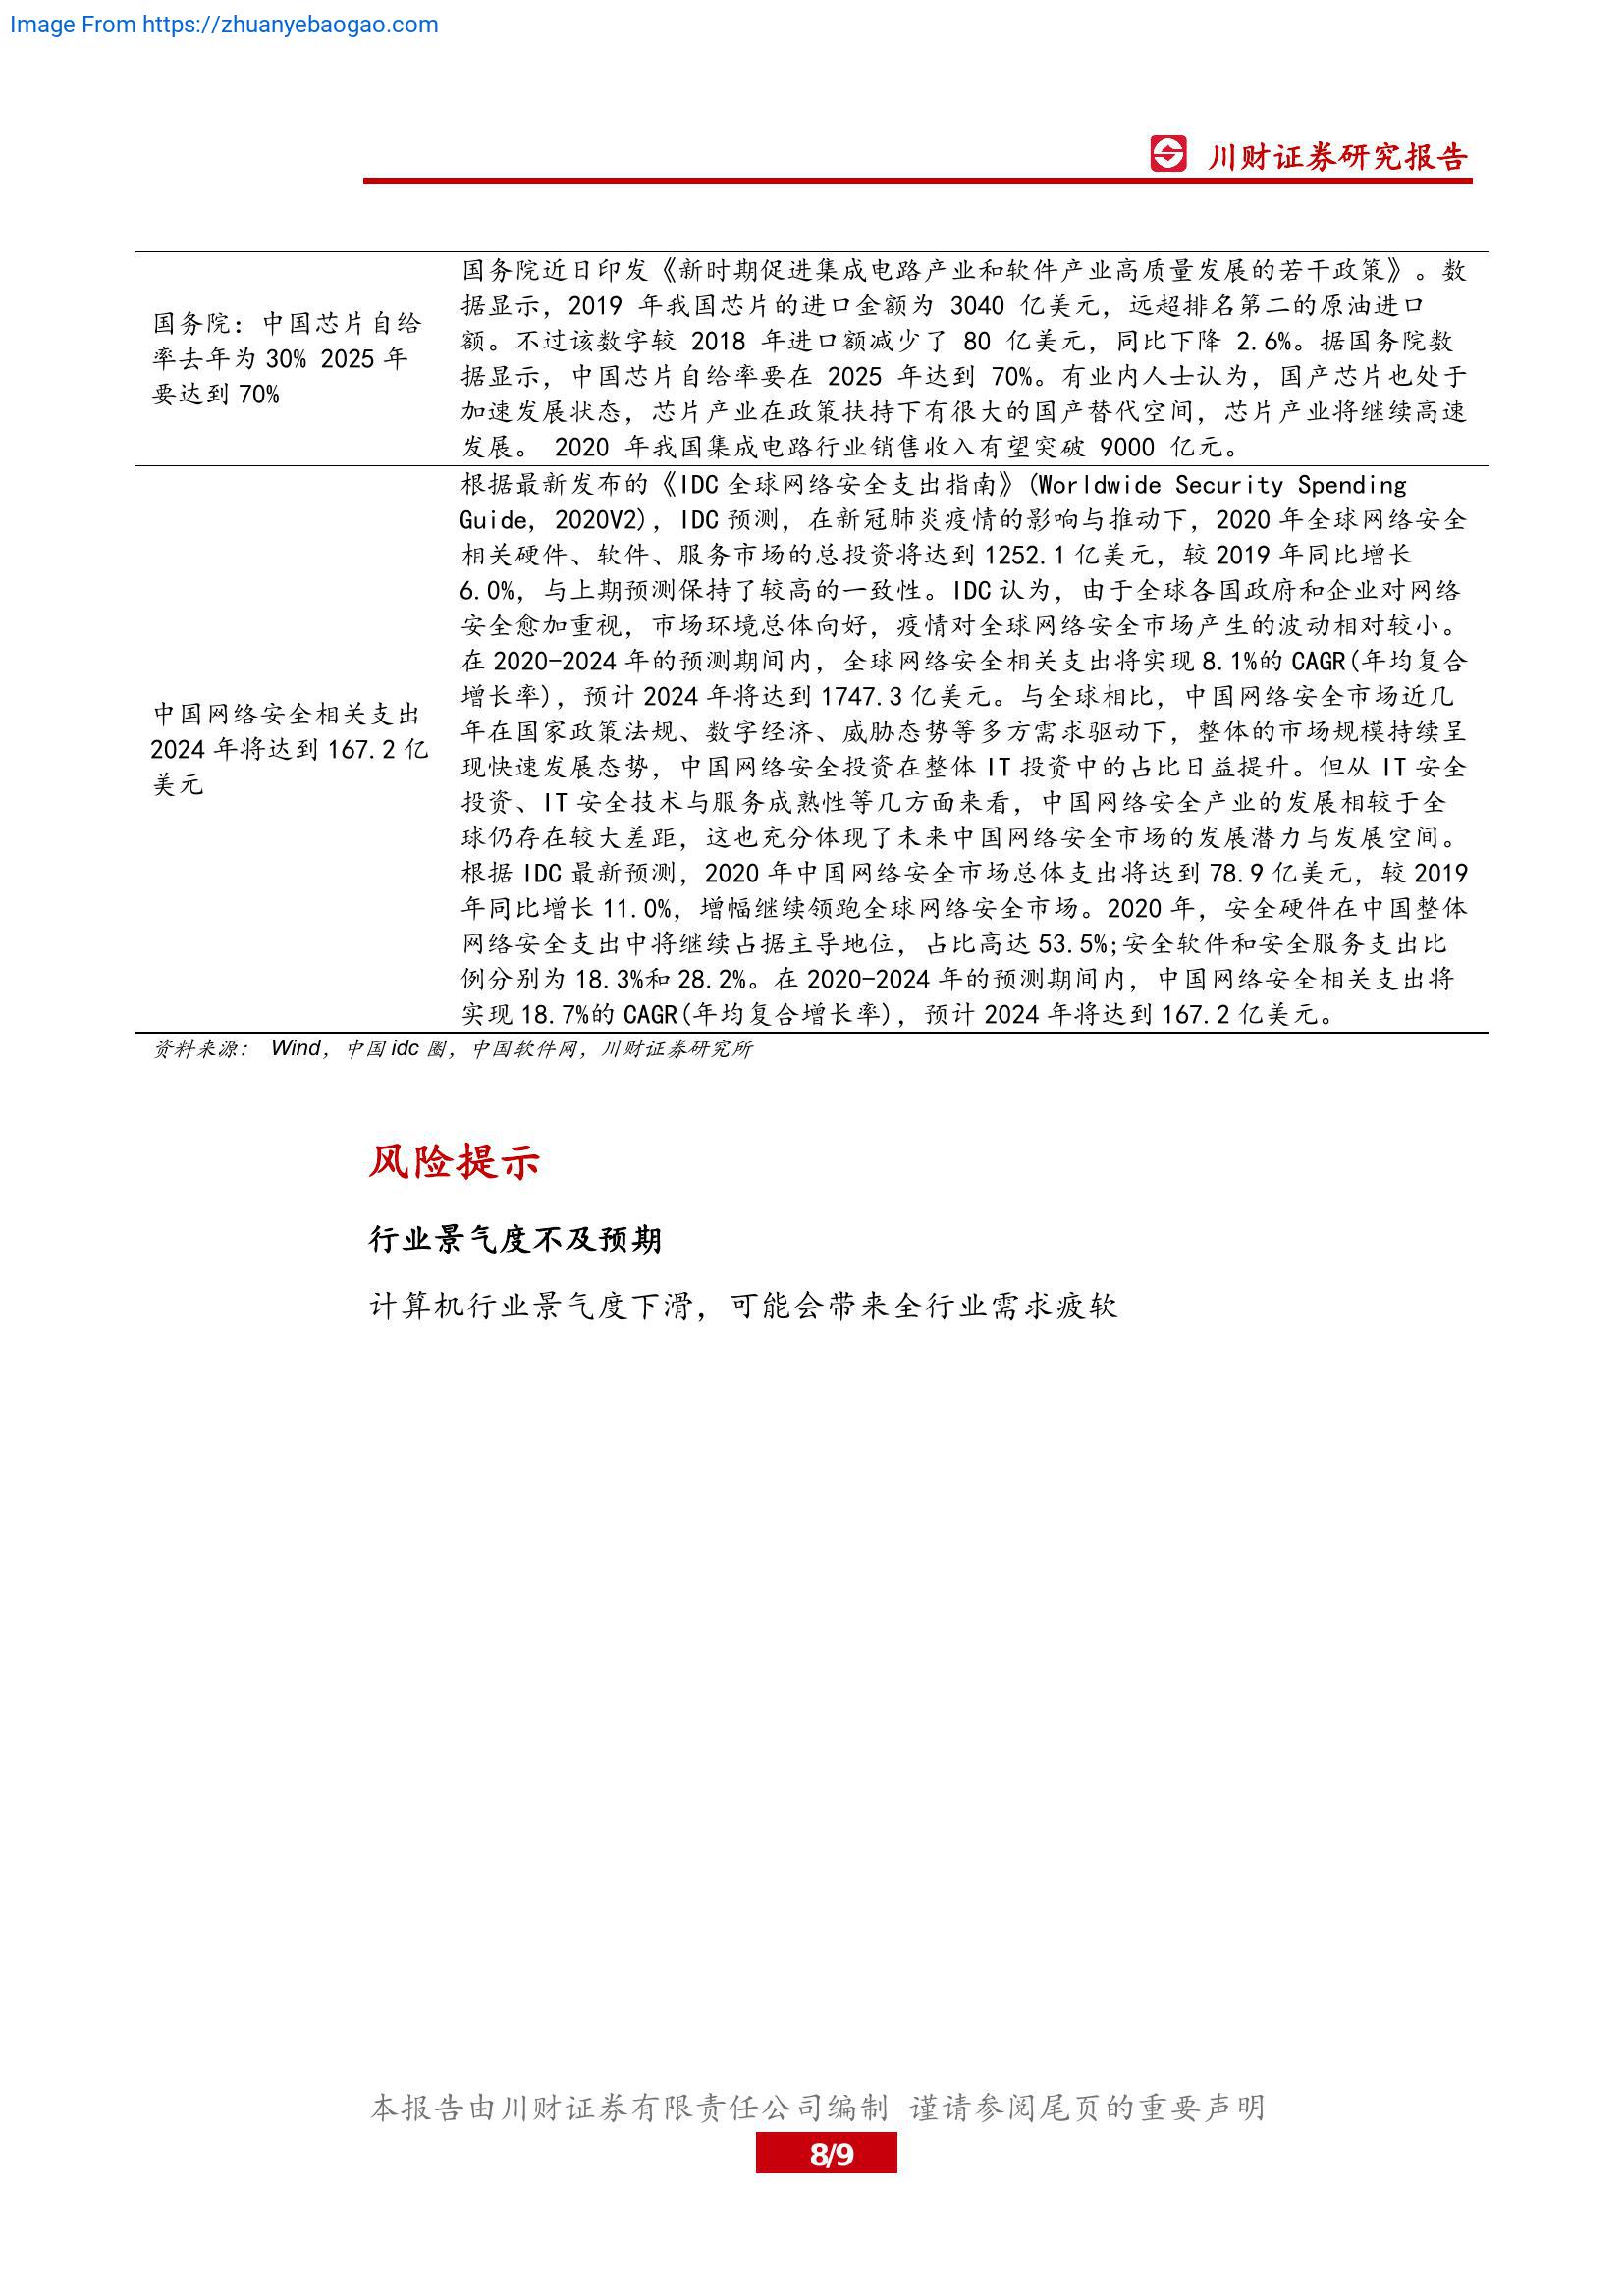 Image From https://zhuanyebaogao.com
川财证券研究报告
国务院：中国芯片自给
率去年为 30% 2025 年
要达到 70%
国务院近日印发《新时期促进集成电路产业和软件产业高质量发展的若干政策》。数
据显示，2019 年我国芯片的进口金额为 3040 亿美元，远超排名第二的原油进口
额。不过该数字较 2018 年进口额减少了 80 亿美元，同比下降 2.6%。据国务院数
据显示，中国芯片自给率要在 2025 年达到 70%。有业内人士认为，国产芯片也处于
加速发展状态，芯片产业在政策扶持下有很大的国产替代空间，芯片产业将继续高速
发展。 2020 年我国集成电路行业销售收入有望突破 9000 亿元。
中国网络安全相关支出
2024 年将达到 167.2 亿
美元
根据最新发布的《IDC 全球网络安全支出指南》(Worldwide Security Spending
Guide, 2020V2)，IDC 预测，在新冠肺炎疫情的影响与推动下，2020 年全球网络安全
相关硬件、软件、服务市场的总投资将达到 1252.1 亿美元，较 2019 年同比增长
6.0%，与上期预测保持了较高的一致性。IDC 认为，由于全球各国政府和企业对网络
安全愈加重视，市场环境总体向好，疫情对全球网络安全市场产生的波动相对较小。
在 2020-2024 年的预测期间内，全球网络安全相关支出将实现 8.1%的 CAGR(年均复合
增长率)，预计 2024 年将达到 1747.3 亿美元。与全球相比，中国网络安全市场近几
年在国家政策法规、数字经济、威胁态势等多方需求驱动下，整体的市场规模持续呈
现快速发展态势，中国网络安全投资在整体 IT 投资中的占比日益提升。但从 IT 安全
投资、IT 安全技术与服务成熟性等几方面来看，中国网络安全产业的发展相较于全
球仍存在较大差距，这也充分体现了未来中国网络安全市场的发展潜力与发展空间。
根据 IDC 最新预测，2020 年中国网络安全市场总体支出将达到 78.9 亿美元，较 2019
年同比增长 11.0%，增幅继续领跑全球网络安全市场。2020 年，安全硬件在中国整体
网络安全支出中将继续占据主导地位，占比高达 53.5%;安全软件和安全服务支出比
例分别为 18.3%和 28.2%。在 2020-2024 年的预测期间内，中国网络安全相关支出将
实现 18.7%的 CAGR(年均复合增长率)，预计 2024 年将达到 167.2 亿美元。
资料来源： Wind，中国 idc 圈，中国软件网，川财证券研究所
风险提示
行业景气度不及预期
计算机行业景气度下滑，可能会带来全行业需求疲软
本报告由川财证券有限责任公司编制 谨请参阅尾页的重要声明
8/9